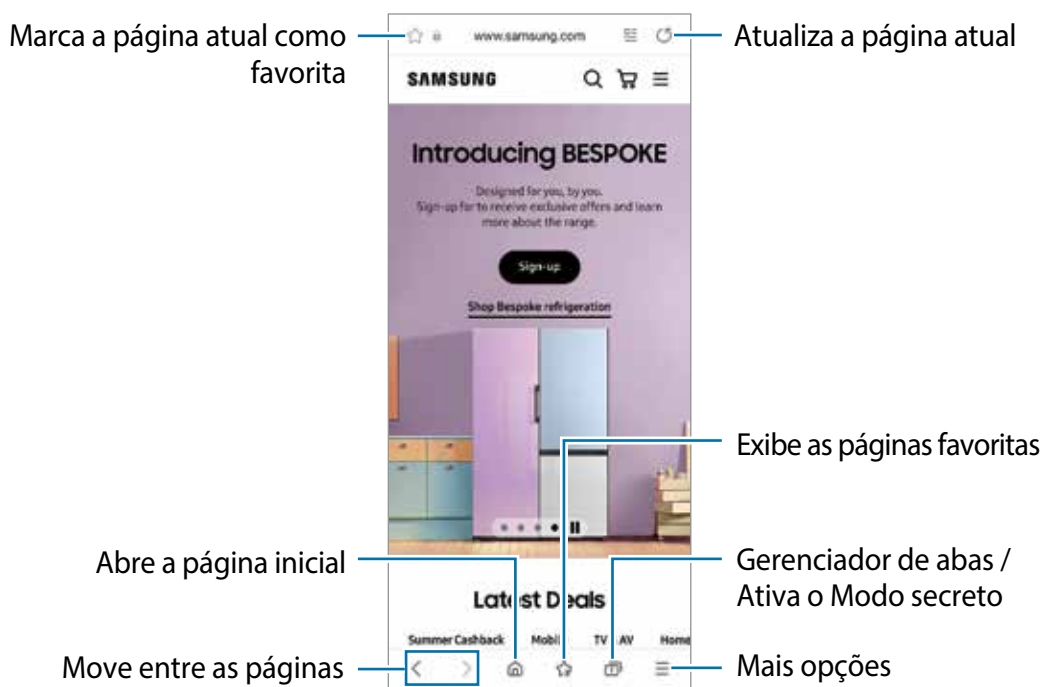 Marca a página atual como
favorita
www.samsung.com
Atualiza a página atual
SAMSUNG
Introducing BESPOKE
Designed for you, by you.
Sign-up for to receive exclusive offers and learn
more about the range.
Sign-up
Shop Bespoke refrigeration
Exibe as páginas favoritas
Abre a página inicial
Gerenciador de abas /
Ativa o Modo secreto
Latest Deals
Summer Cashback Mobile TV AV Home
Move entre as páginas
Mais opções